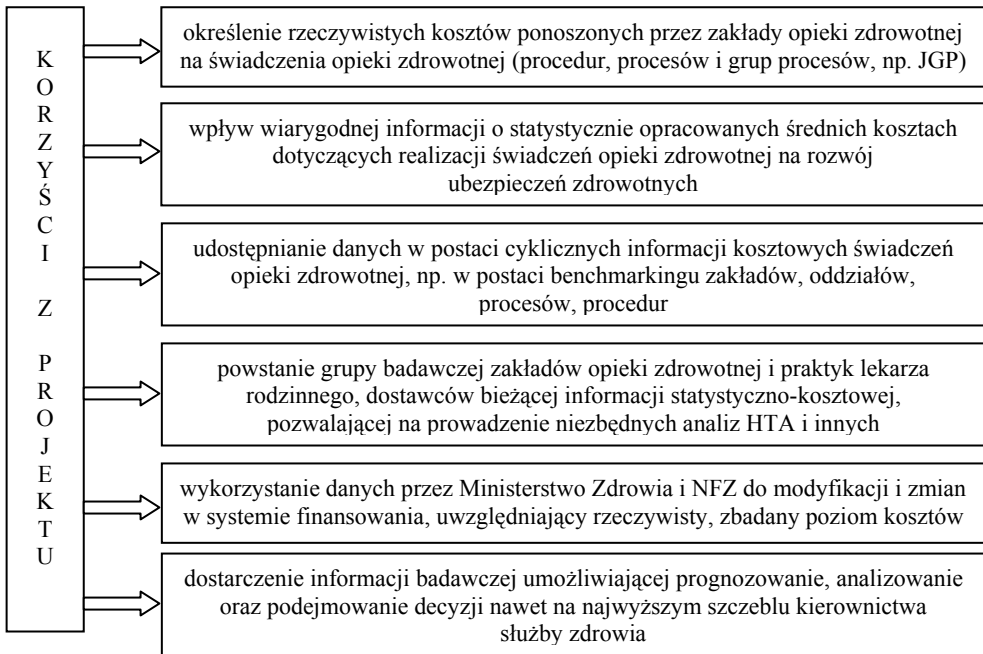 KORZYŚCI Z PROJEKTU
określenie rzeczywistych kosztów ponoszonych przez zakłady opieki zdrowotnej
na świadczenia opieki zdrowotnej (procedur, procesów i grup procesów, np. JGP)
wpływ wiarygodnej informacji o statystycznie opracowanych średnich kosztach
dotyczących realizacji świadczeń opieki zdrowotnej na rozwój
ubezpieczeń zdrowotnych
udostępnianie danych w postaci cyklicznych informacji kosztowych świadczeń
opieki zdrowotnej, np. w postaci benchmarkingu zakładów, oddziałów,
procesów, procedur
powstanie grupy badawczej zakładów opieki zdrowotnej i praktyk lekarza
rodzinnego, dostawców bieżącej informacji statystyczno-kosztowej,
pozwalającej na prowadzenie niezbędnych analiz HTA i innych
wykorzystanie danych przez Ministerstwo Zdrowia i NFZ do modyfikacji i zmian
w systemie finansowania, uwzględniający rzeczywisty, zbadany poziom kosztów
dostarczenie informacji badawczej umożliwiającej prognozowanie, analizowanie
oraz podejmowanie decyzji nawet na najwyższym szczeblu kierownictwa
służby zdrowia